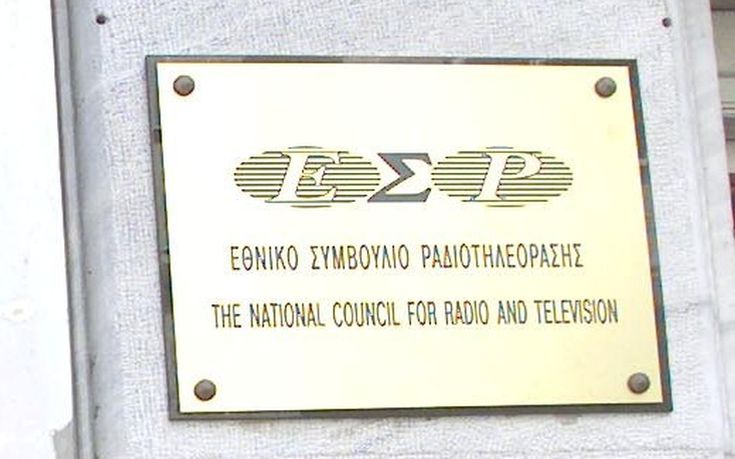 ΕΣΡ
ΕΘΝΙΚΟ ΣΥΜΒΟΥΛΙΟ ΡΑΔΙΟΤΗΛΕΟΡΑΣΗΣ
THE NATIONAL COUNCIL FOR RADIO AND TELEVISION